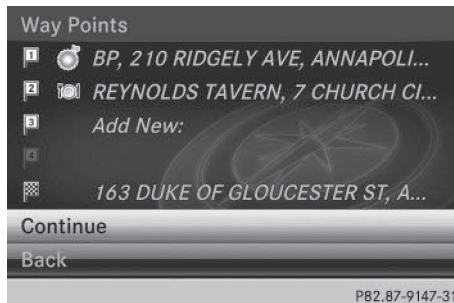 Way Points
1 BP, 210 RIDGELY AVE, ANNAPOLI...
2 REYNOLDS TAVERN, 7 CHURCH CI...
3 Add New:
4
163 DUKE OF GLOUCESTER ST, A...
Continue
Back
P82.87-9147-31